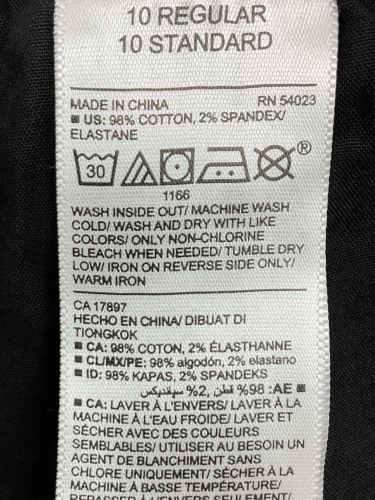 10 REGULAR
10 STANDARD
MADE IN CHINA RN 54023
■ US: 98% COTTON, 2% SPANDEX/
ELASTANE
30 ®
1166
WASH INSIDE OUT/ MACHINE WASH
COLD/ WASH AND DRY WITH LIKE
COLORS/ ONLY NON-CHLORINE
BLEACH WHEN NEEDED/ TUMBLE DRY
LOW/ IRON ON REVERSE SIDE ONLY/
WARM IRON
CA 17897
HECHO EN CHINA/ DIBUAT DI
TIONGKOK
■ CA: 98% COTON, 2% ÉLASTHANNE
■ CL/MX/PE: 98% algodón, 2% elastano
■ ID: 98% KAPAS, 2% SPANDEKS
■ AE: 98% قطن, 2% سباندیكس
■ CA: LAVER À L'ENVERS/ LAVER À LA
MACHINE À L'EAU FROIDE/ LAVER ET
SÉCHER AVEC DES COULEURS
SEMBLABLES/ UTILISER AU BESOIN UN
AGENT DE BLANCHIMENT SANS
CHLORE UNIQUEMENT/ SÉCHER À LA
MACHINE À BASSE TEMPÉRATURE/
REPASSER À L'ENVERS SEULEMENT/